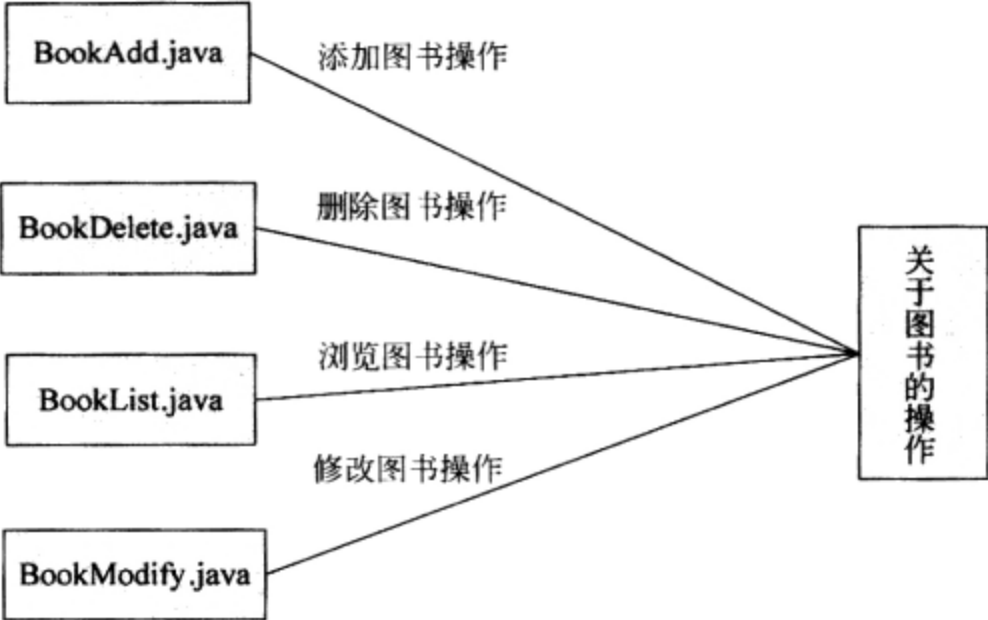 BookAdd.java
添加图书操作
BookDelete.java
删除图书操作
BookList.java
浏览图书操作
BookModify.java
修改图书操作
关于图书的操作